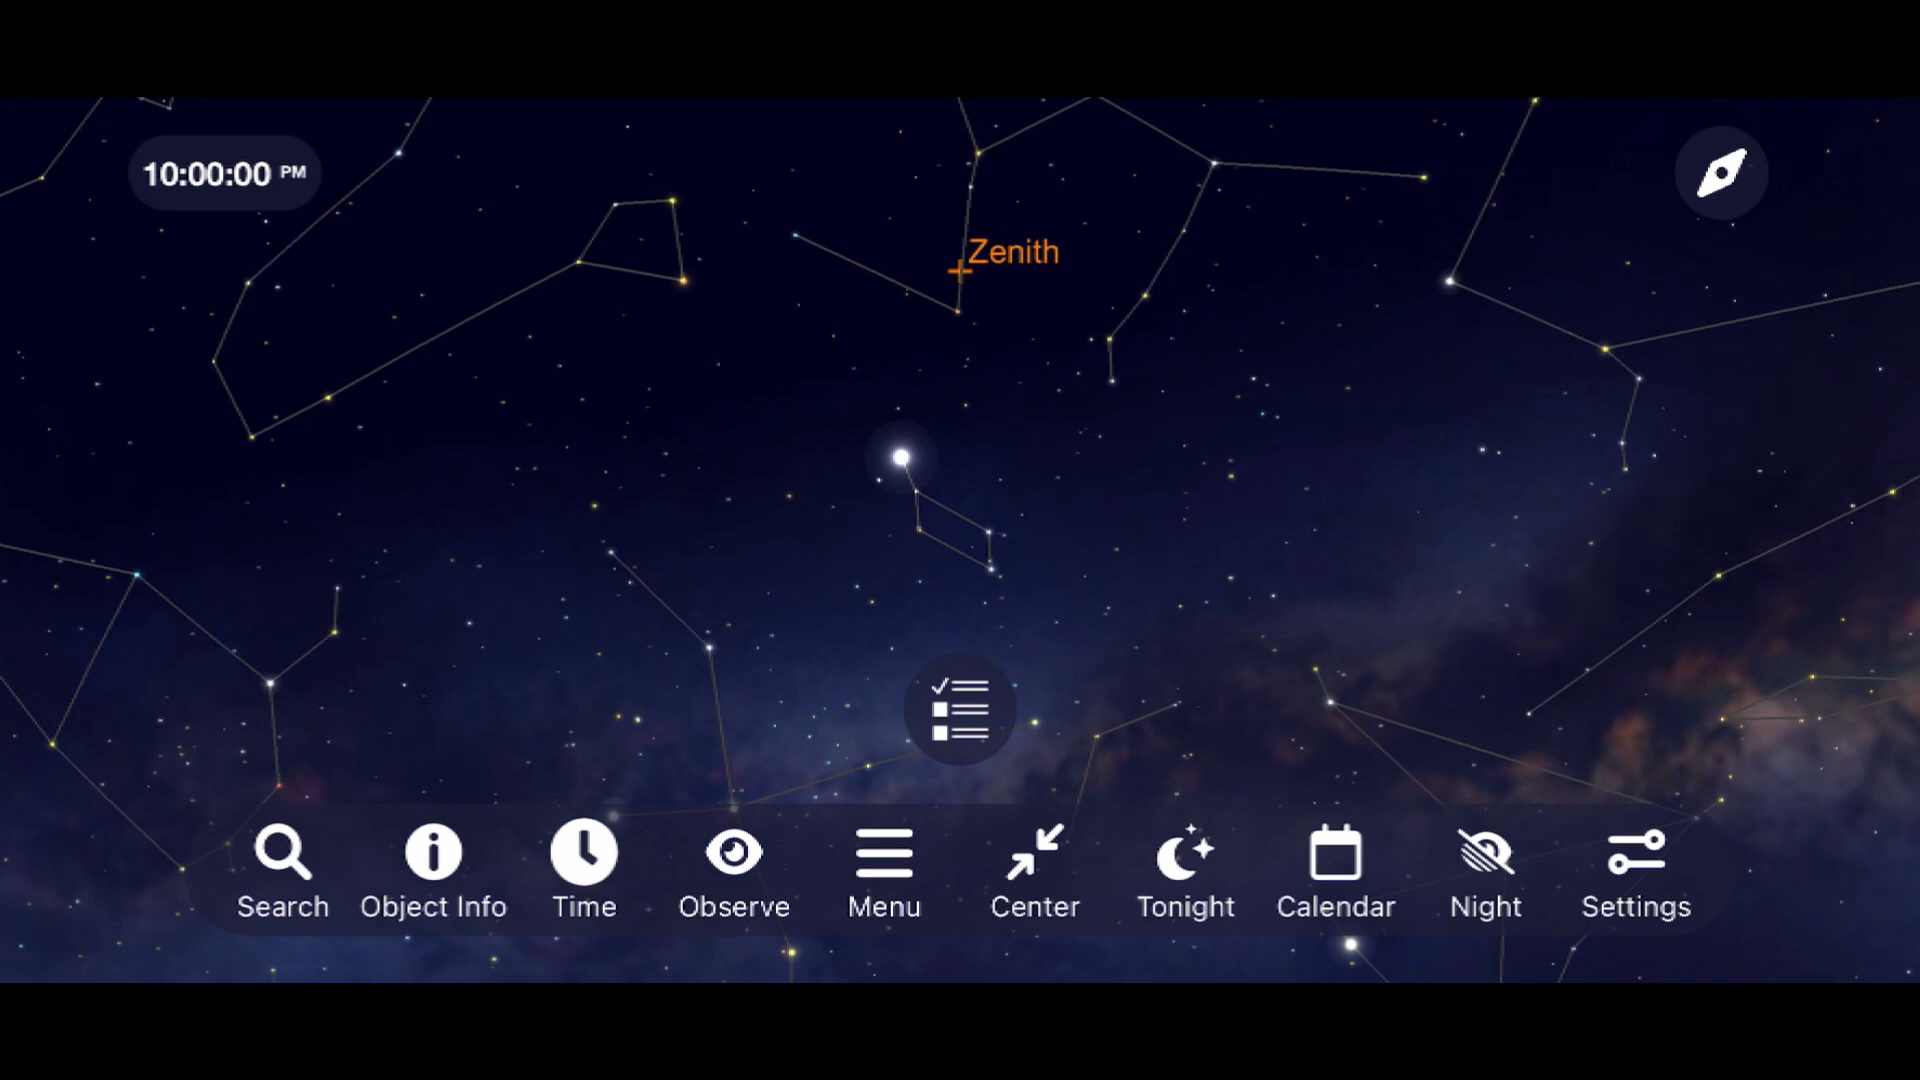 10:00:00 PM
Zenith
Search Object Info Time Observe Menu Center Tonight Calendar Night Settings